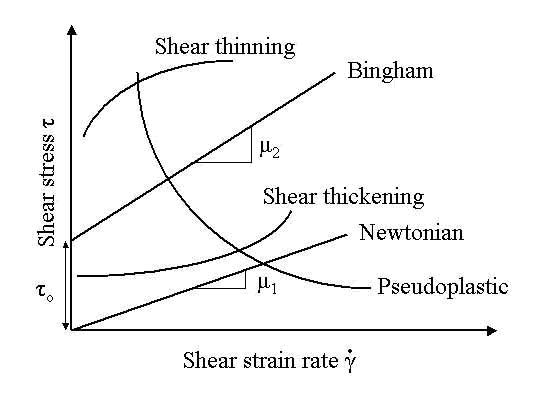 Shear thinning
Bingham
μ2
Shear thickening
Newtonian
μ1
Pseudoplastic
Shear stress τ
τo
Shear strain rate γ̇